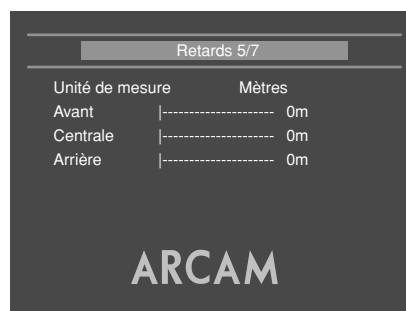 Retards 5/7
Unité de mesure Mètres
Avant |--------------------- 0m
Centrale |--------------------- 0m
Arrière |--------------------- 0m
ARCAM